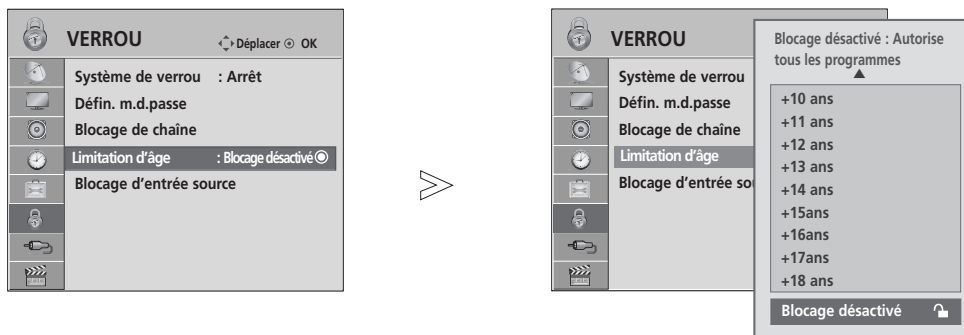 VERROU Déplacer OK
Système de verrou : Arrêt
Défin. m.d.passe
Blocage de chaîne
Limitation d'âge : Blocage désactivé
Blocage d'entrée source
VERROU
Système de verrou
Défin. m.d.passe
Blocage de chaîne
Limitation d'âge
Blocage d'entrée sou
Blocage désactivé : Autorise
tous les programmes
+10 ans
+11 ans
+12 ans
+13 ans
+14 ans
+15ans
+16ans
+17ans
+18 ans
Blocage désactivé